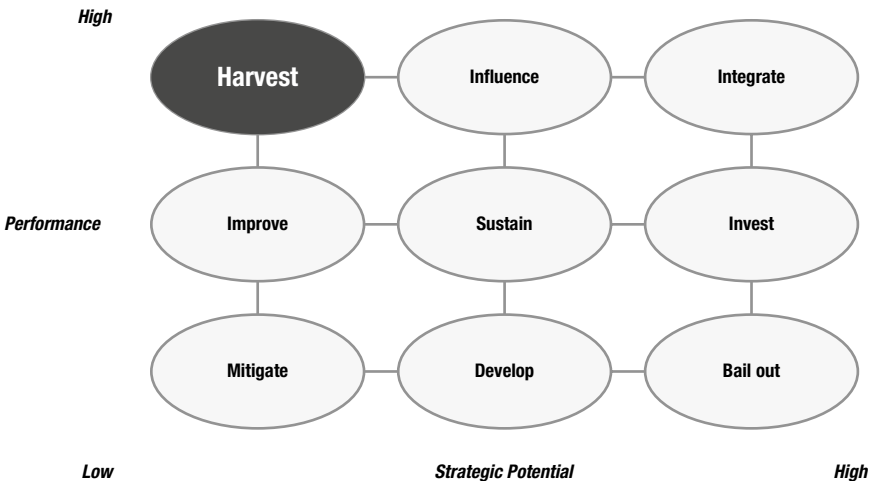 High
Harvest
Influence
Integrate
Performance
Improve
Sustain
Invest
Mitigate
Develop
Bail out
Low
Strategic Potential
High